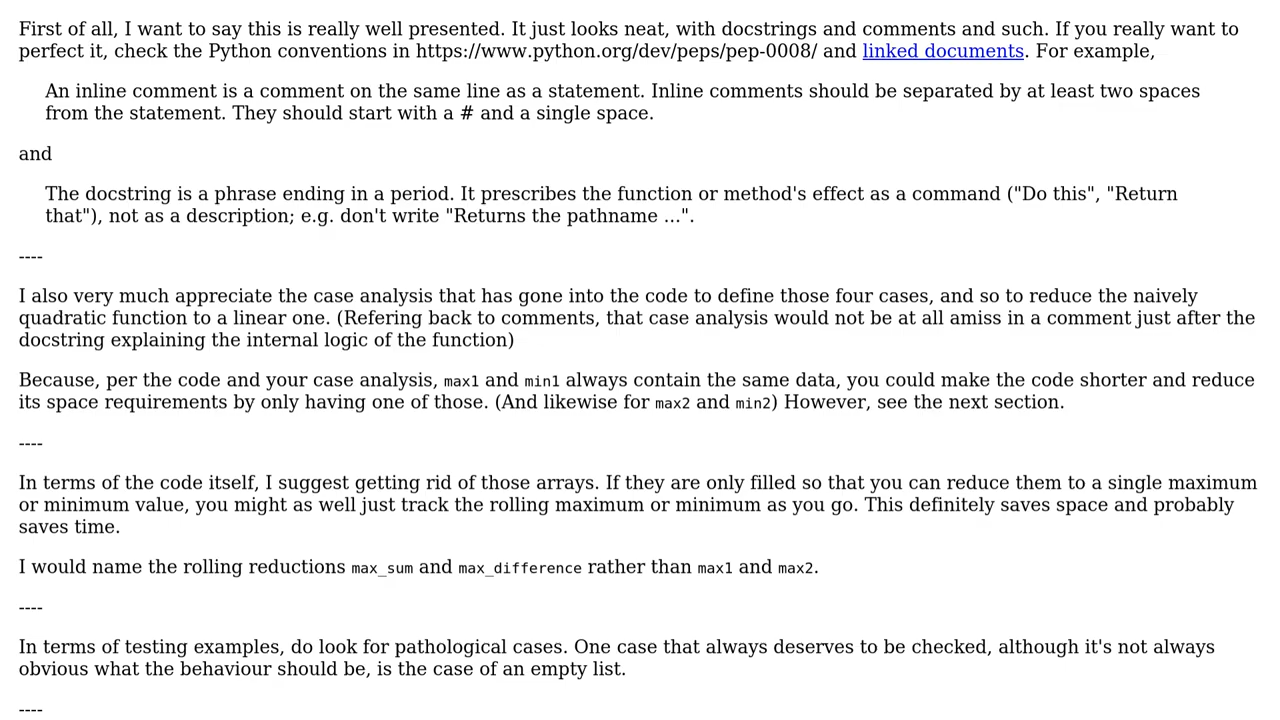 First of all, I want to say this is really well presented. It just looks neat, with docstrings and comments and such. If you really want to
perfect it, check the Python conventions in https://www.python.org/dev/peps/pep-0008/ and linked documents. For example,
An inline comment is a comment on the same line as a statement. Inline comments should be separated by at least two spaces
from the statement. They should start with a # and a single space.
and
The docstring is a phrase ending in a period. It prescribes the function or method's effect as a command ("Do this", "Return
that"), not as a description; e.g. don't write "Returns the pathname ...".
----
I also very much appreciate the case analysis that has gone into the code to define those four cases, and so to reduce the naively
quadratic function to a linear one. (Refering back to comments, that case analysis would not be at all amiss in a comment just after the
docstring explaining the internal logic of the function)
Because, per the code and your case analysis, max1 and min1 always contain the same data, you could make the code shorter and reduce
its space requirements by only having one of those. (And likewise for max2 and min2) However, see the next section.
----
In terms of the code itself, I suggest getting rid of those arrays. If they are only filled so that you can reduce them to a single maximum
or minimum value, you might as well just track the rolling maximum or minimum as you go. This definitely saves space and probably
saves time.
I would name the rolling reductions max_sum and max_difference rather than max1 and max2.
----
In terms of testing examples, do look for pathological cases. One case that always deserves to be checked, although it's not always
obvious what the behaviour should be, is the case of an empty list.
----